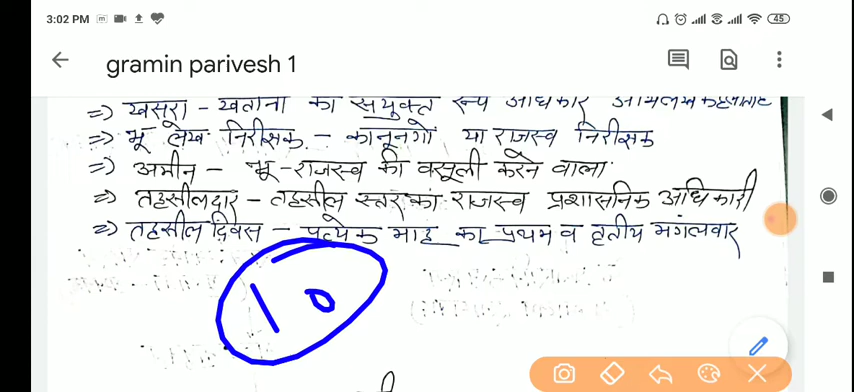 3:02 PM
45
gramin parivesh 1
=> खसरा - खतौनी का संयुक्त रूप अधिकार अभिलेख कहलाता
=> भू लेख निरीक्षक - कानूनगो या राजस्व निरीक्षक
=> अमीन - भू-राजस्व की वसूली करने वाला
=> तहसीलदार - तहसील स्तर का राजस्व प्रशासनिक अधिकारी
=> तहसील दिवस - प्रत्येक माह का प्रथम व तृतीय मंगलवार
10